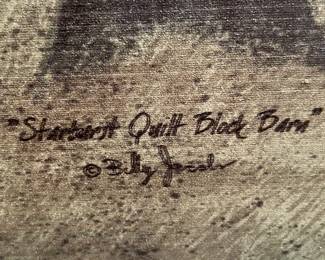 "Starburst Quilt Block Barn"
© Billy Jacobs